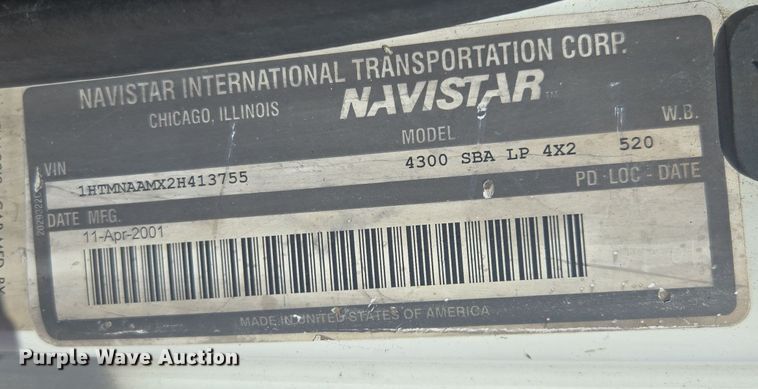 NAVISTAR INTERNATIONAL TRANSPORTATION CORP.
CHICAGO, ILLINOIS NAVISTAR
VIN MODEL W.B.
1HTMNAAMX2H413755 4300 SBA LP 4X2 520
DATE MFG. PD - LOC - DATE
11-Apr-2001
MADE IN UNITED STATES OF AMERICA
Purple Wave Auction